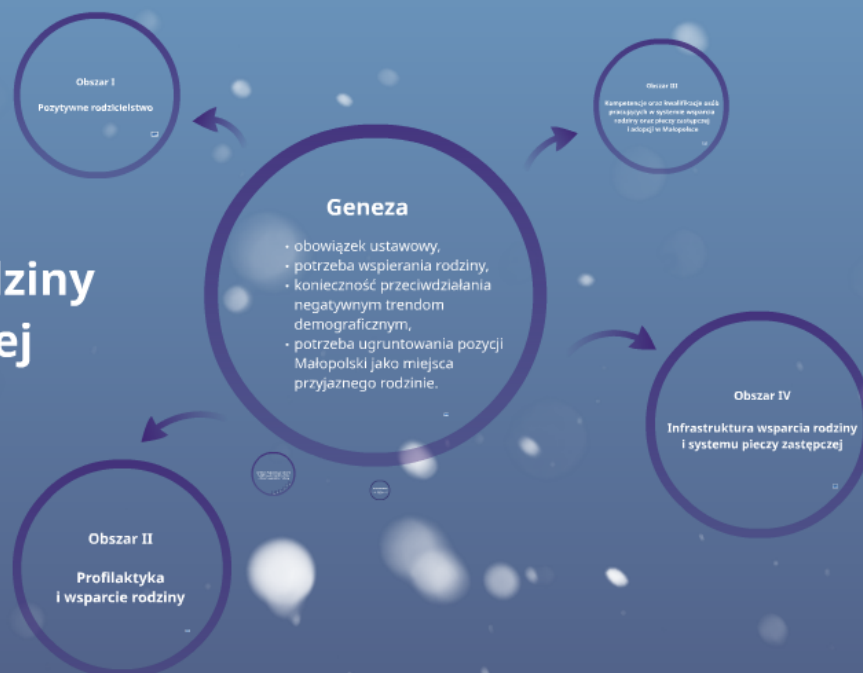 Obszar I
Pozytywne rodzicielstwo
Obszar III
Kompetencje oraz kwalifikacje osób
pracujących w systemie wsparcia
rodziny oraz pieczy zastępczej
i adopcji w Małopolsce
Geneza
• obowiązek ustawowy,
• potrzeba wspierania rodziny,
• konieczność przeciwdziałania
negatywnym trendom
demograficznym,
• potrzeba ugruntowania pozycji
Małopolski jako miejsca
przyjaznego rodzinie.
dziny
ej
Obszar IV
Infrastruktura wsparcia rodziny
i systemu pieczy zastępczej
Obszar II
Profilaktyka
i wsparcie rodziny